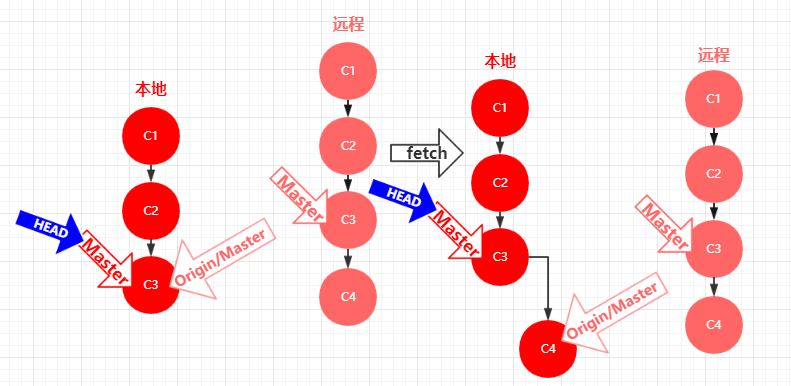 本地
C1
C2
C3
HEAD
Master
Origin/Master
远程
C1
C2
C3
C4
Master
fetch
本地
C1
C2
C3
C4
HEAD
Master
Origin/Master
远程
C1
C2
C3
C4
Master